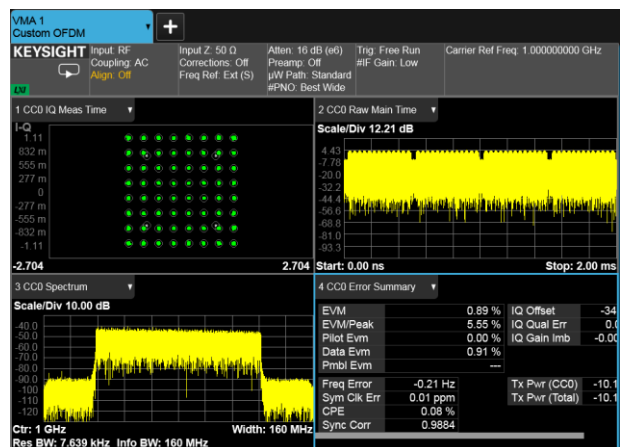 VMA 1
Custom OFDM
KEYSIGHT
LXI
Input: RF
Coupling: AC
Align: Off
Input Z: 50 Ω
Corrections: Off
Freq Ref: Ext (S)
Atten: 16 dB (e6)
Preamp: Off
µW Path: Standard
#PNO: Best Wide
Trig: Free Run
#IF Gain: Low
Carrier Ref Freq: 1.000000000 GHz
1 CC0 IQ Meas Time
I-Q
1.11
832 m
555 m
277 m
0
-277 m
-555 m
-832 m
-1.11
-2.704
2.704
2 CC0 Raw Main Time
Scale/Div 12.21 dB
4.43
-7.78
-20.0
-32.2
-44.4
-56.6
-68.8
-81.0
-93.3
Start: 0.00 ns
Stop: 2.00 ms
3 CC0 Spectrum
Scale/Div 10.00 dB
-40.0
-50.0
-60.0
-70.0
-80.0
-90.0
-100
-110
-120
Ctr: 1 GHz
Width: 160 MHz
Res BW: 7.639 kHz Info BW: 160 MHz
4 CC0 Error Summary
EVM 0.89 % IQ Offset -34
EVM/Peak 5.55 % IQ Qual Err 0.0
Pilot Evm 0.00 % IQ Gain Imb -0.00
Data Evm 0.91 %
Pmbl Evm ---
Freq Error -0.21 Hz Tx Pwr (CC0) -10.1
Sym Clk Err 0.01 ppm Tx Pwr (Total) -10.1
CPE 0.08 %
Sync Corr 0.9884